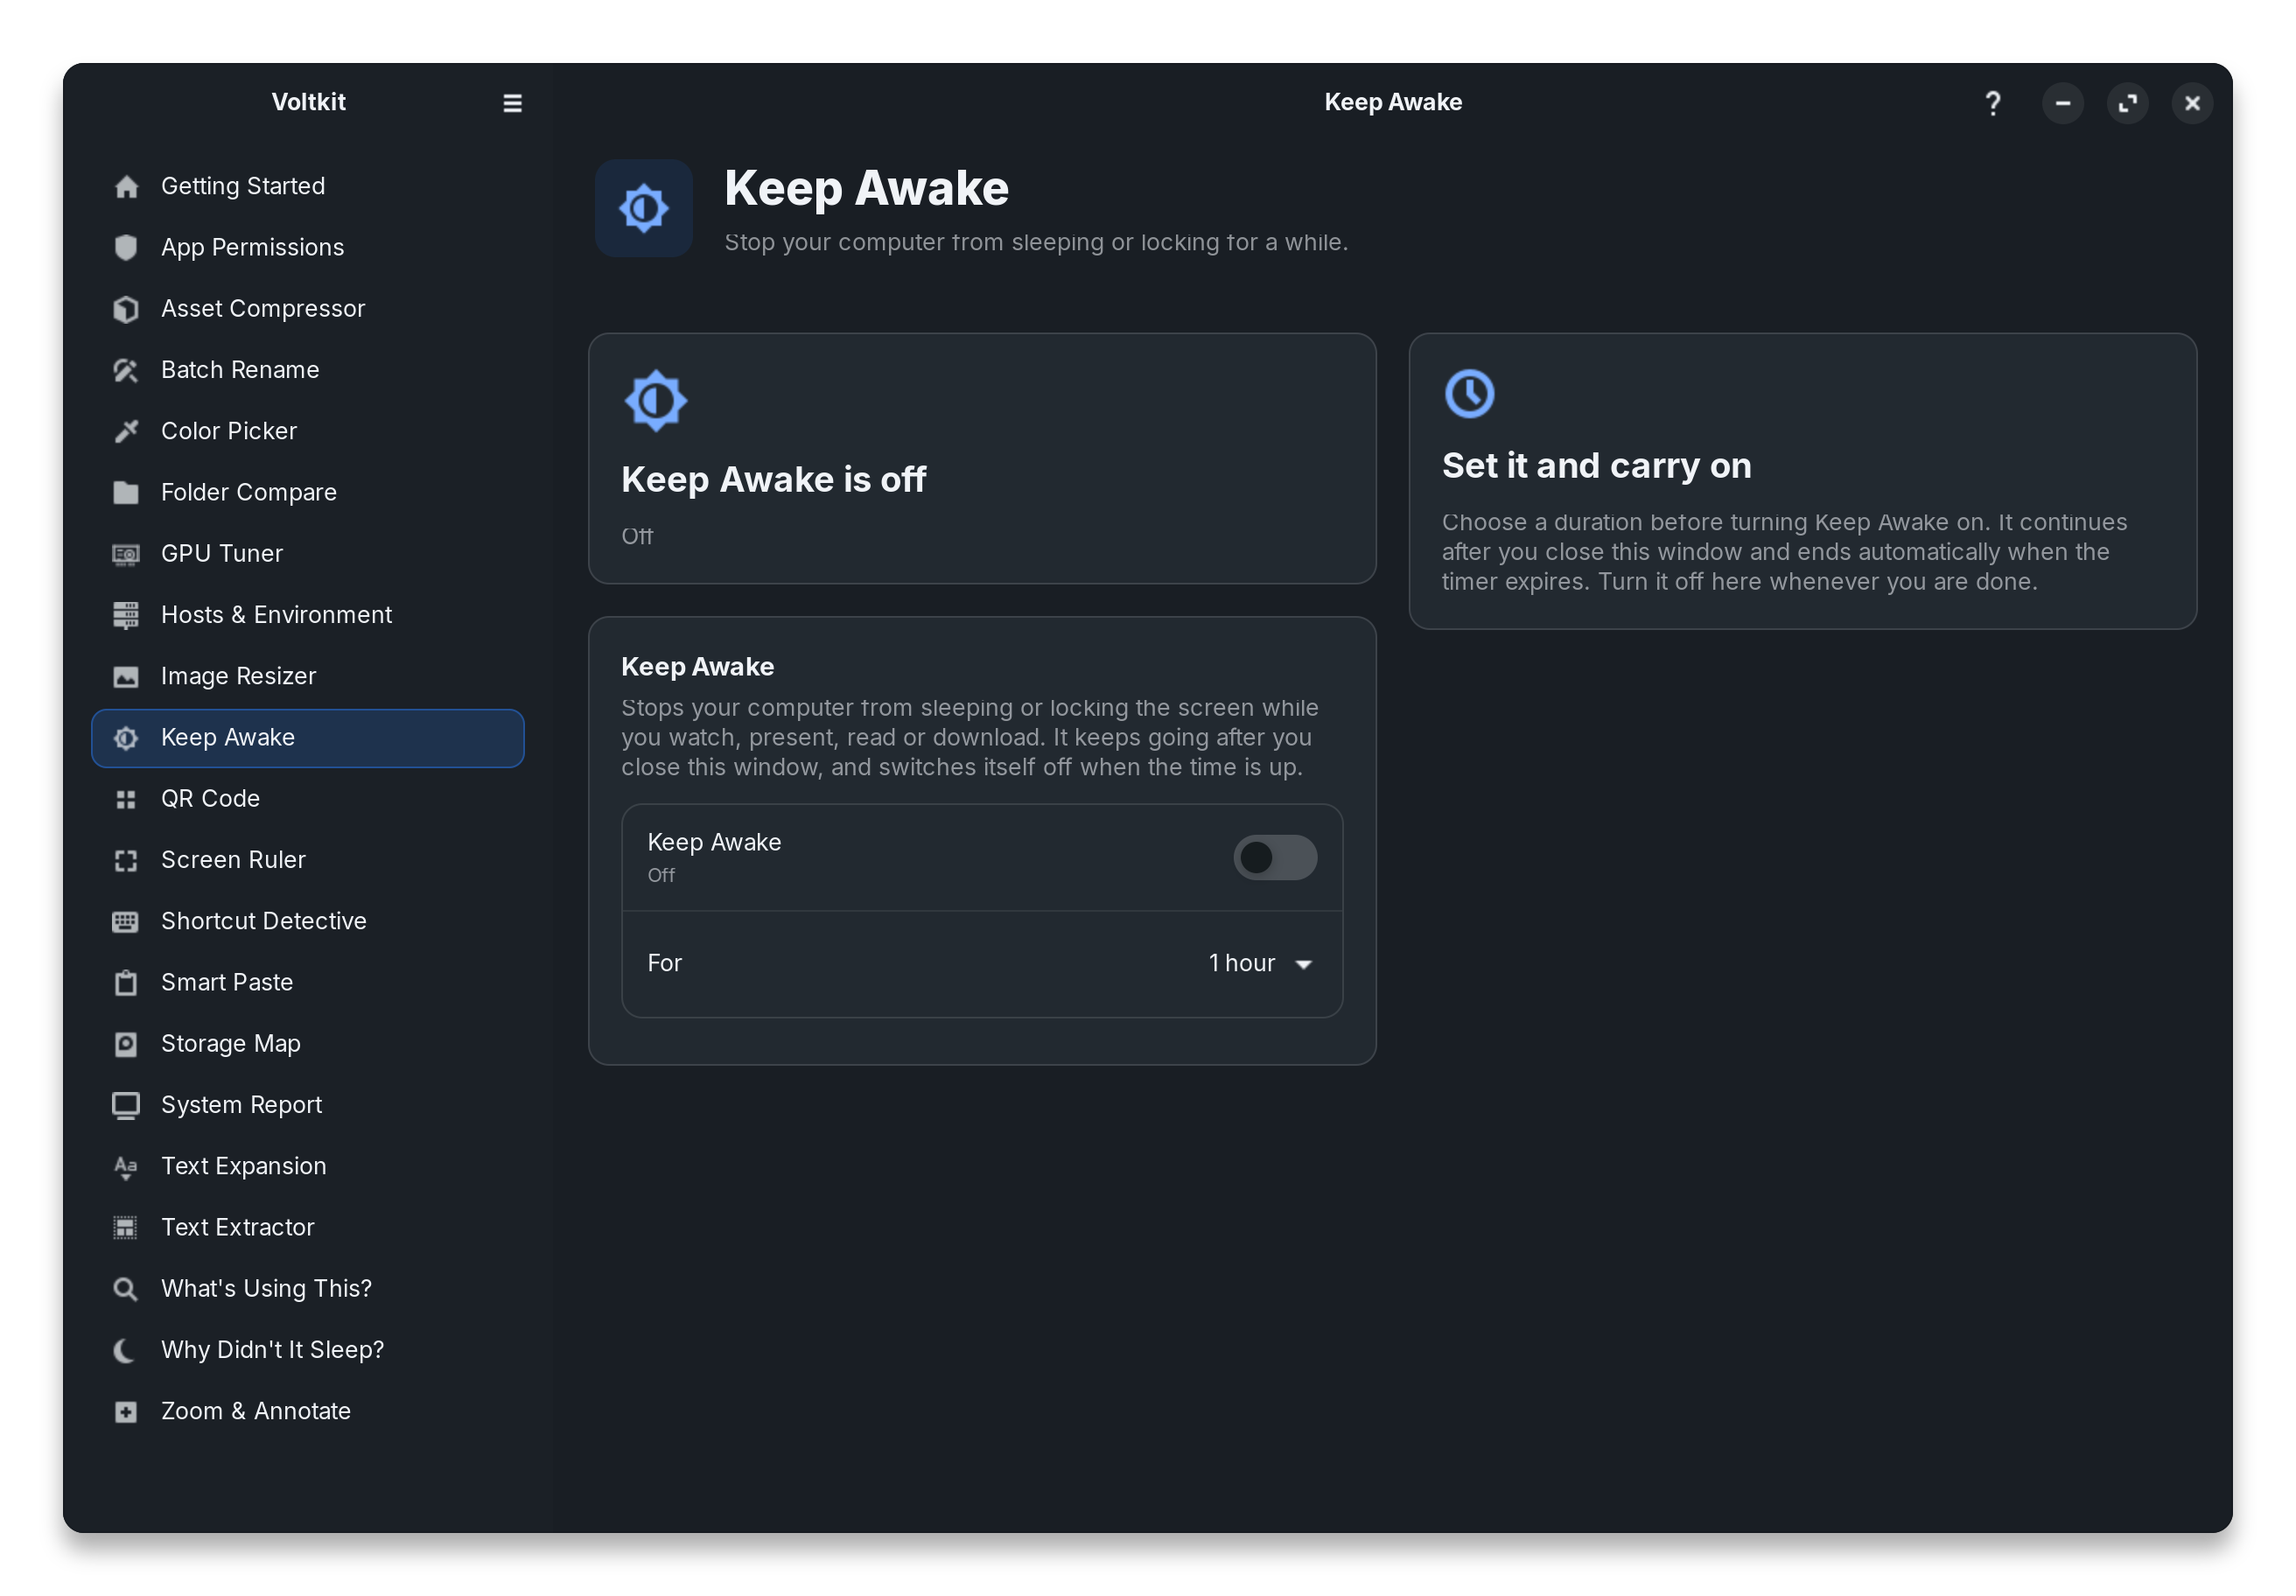 Voltkit
Keep Awake
?
Getting Started
App Permissions
Asset Compressor
Batch Rename
Color Picker
Folder Compare
GPU Tuner
Hosts & Environment
Image Resizer
Keep Awake
QR Code
Screen Ruler
Shortcut Detective
Smart Paste
Storage Map
System Report
Text Expansion
Text Extractor
What's Using This?
Why Didn't It Sleep?
Zoom & Annotate
Keep Awake
Stop your computer from sleeping or locking for a while.
Keep Awake is off
Off
Keep Awake
Stops your computer from sleeping or locking the screen while
you watch, present, read or download. It keeps going after you
close this window, and switches itself off when the time is up.
Keep Awake
Off
For
1 hour
Set it and carry on
Choose a duration before turning Keep Awake on. It continues
after you close this window and ends automatically when the
timer expires. Turn it off here whenever you are done.